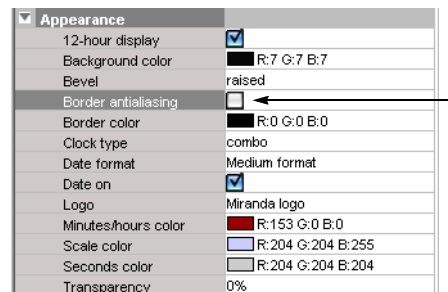 Appearance
12-hour display
Background color R:7 G:7 B:7
Bevel raised
Border antialiasing
Border color R:0 G:0 B:0
Clock type combo
Date format Medium format
Date on
Logo Miranda logo
Minutes/hours color R:153 G:0 B:0
Scale color R:204 G:204 B:255
Seconds color R:204 G:204 B:204
Transparency 0%